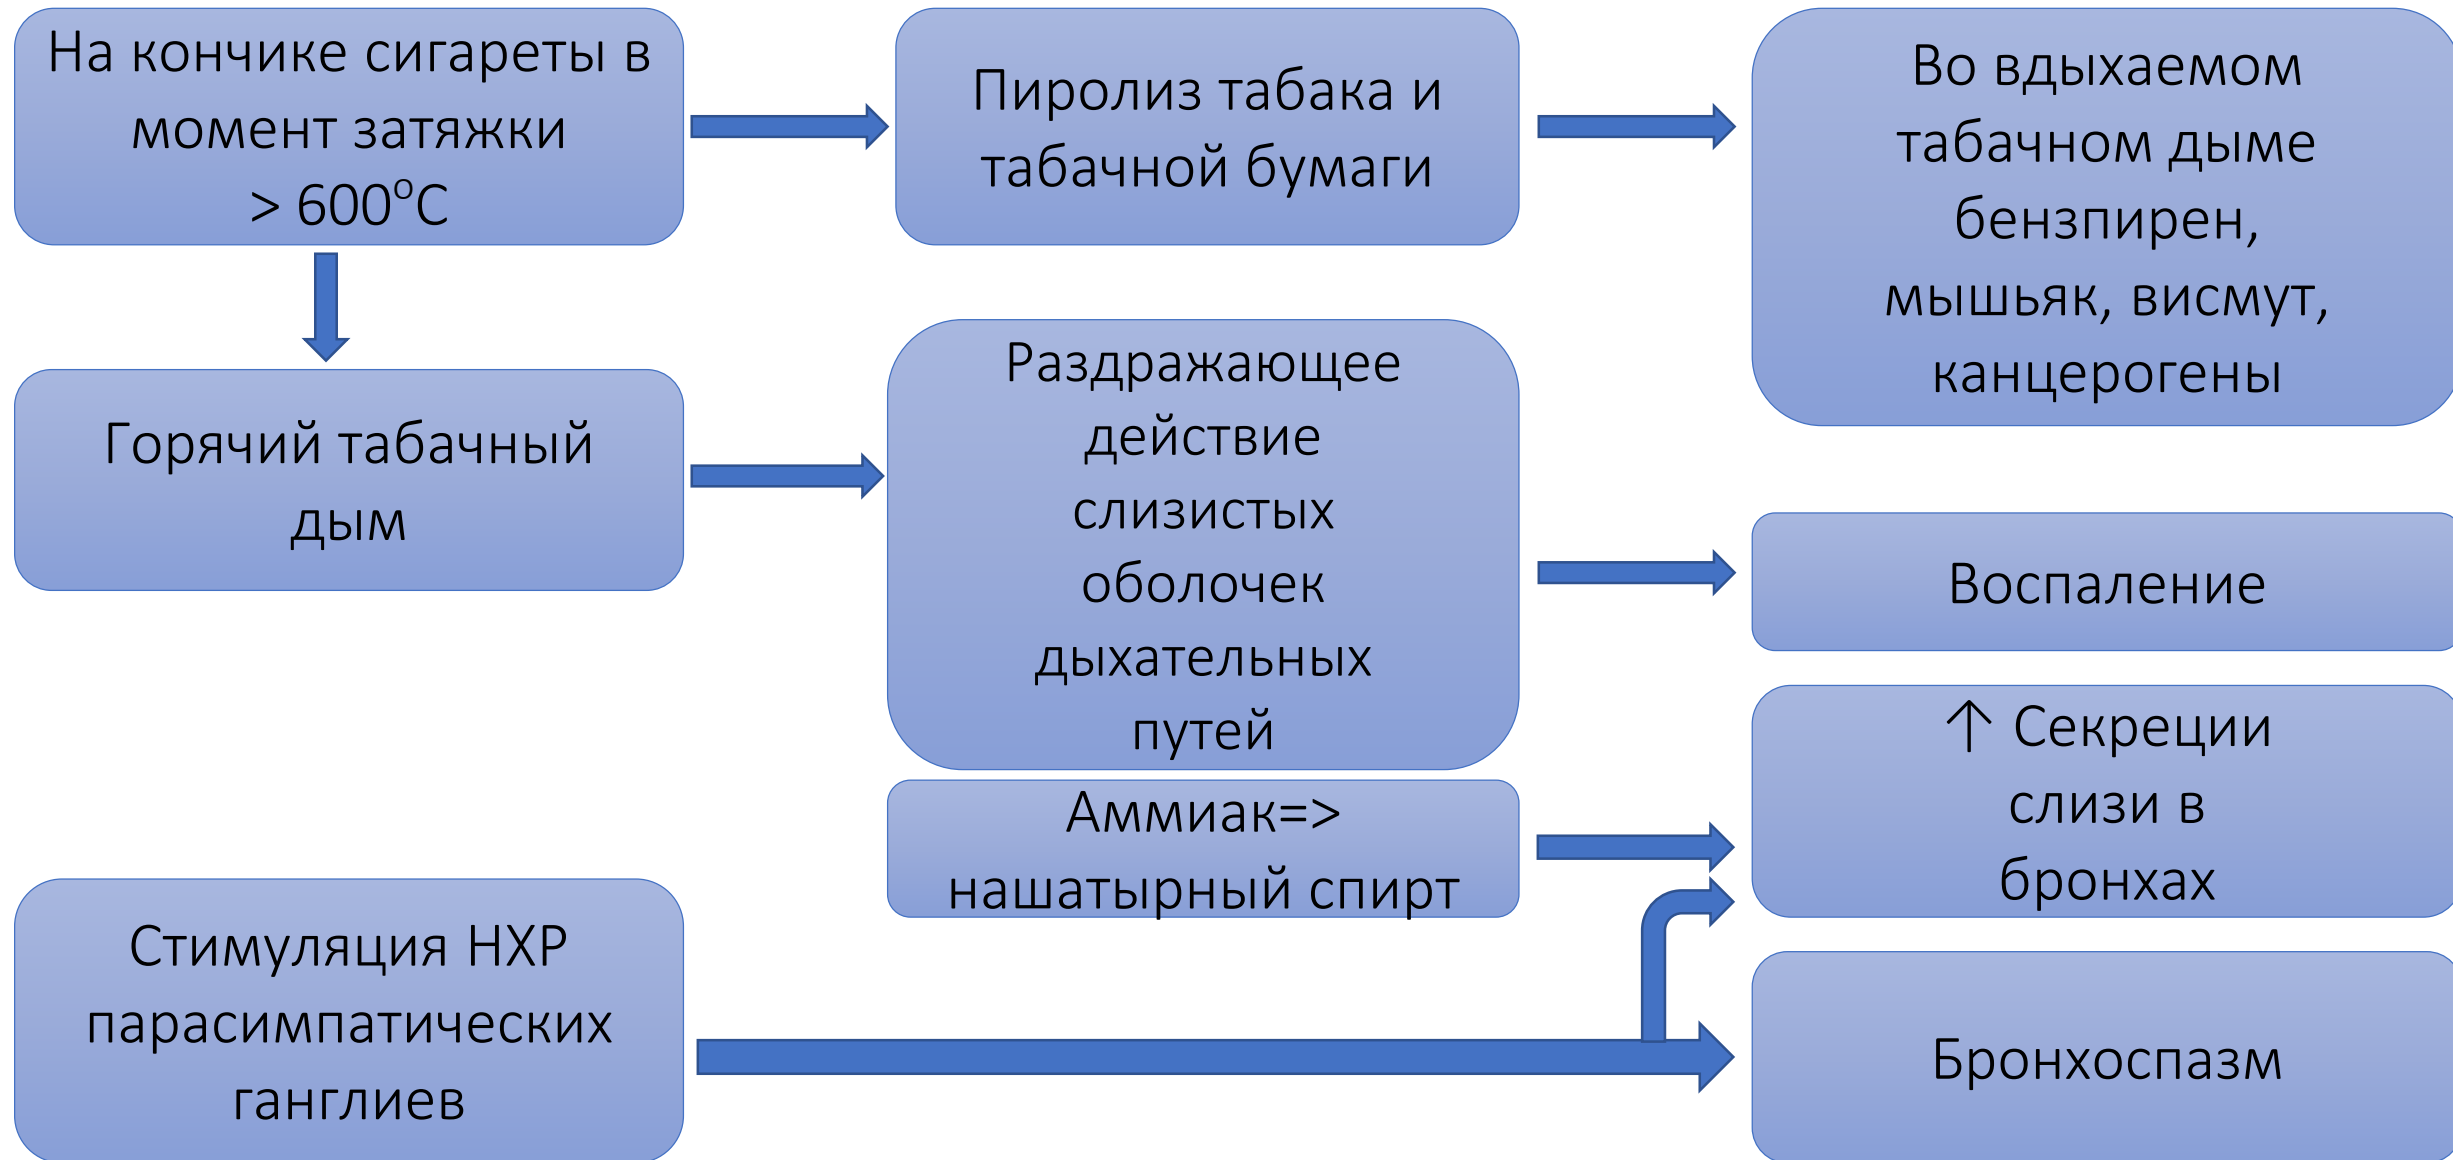 На кончике сигареты в
момент затяжки
> 600°C
Пиролиз табака и
табачной бумаги
Во вдыхаемом
табачном дыме
бензпирен,
мышьяк, висмут,
канцерогены
Горячий табачный
дым
Раздражающее
действие
слизистых
оболочек
дыхательных
путей
Воспаление
Аммиак=>
нашатырный спирт
↑ Секреции
слизи в
бронхах
Стимуляция НХР
парасимпатических
ганглиев
Бронхоспазм